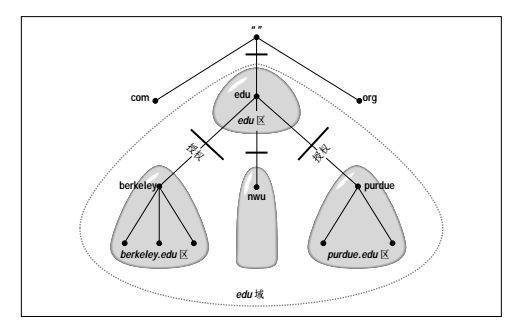 " "
com
org
edu
edu 区
授权
授权
berkeley
nwu
purdue
berkeley.edu 区
purdue.edu 区
edu 域